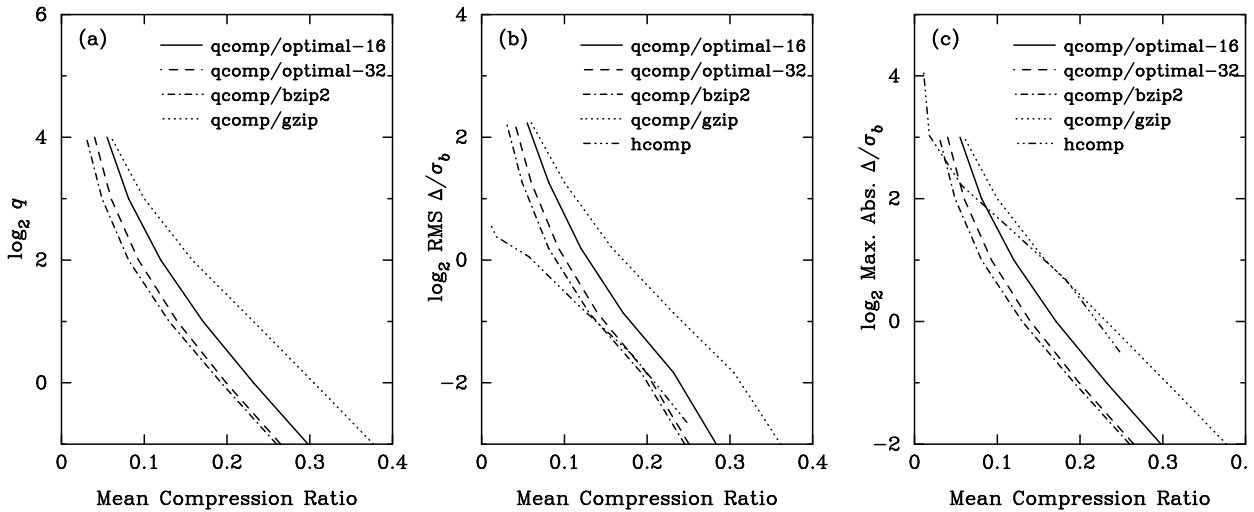 (a)
qcomp/optimal-16
qcomp/optimal-32
qcomp/bzip2
qcomp/gzip
6
4
2
0
log₂ q
0 0.1 0.2 0.3 0.4
Mean Compression Ratio
(b)
qcomp/optimal-16
qcomp/optimal-32
qcomp/bzip2
qcomp/gzip
hcomp
4
2
0
-2
log₂ RMS Δ/σ_b
0 0.1 0.2 0.3 0.4
Mean Compression Ratio
(c)
qcomp/optimal-16
qcomp/optimal-32
qcomp/bzip2
qcomp/gzip
hcomp
4
2
0
-2
log₂ Max. Abs. Δ/σ_b
0 0.1 0.2 0.3 0.
Mean Compression Ratio